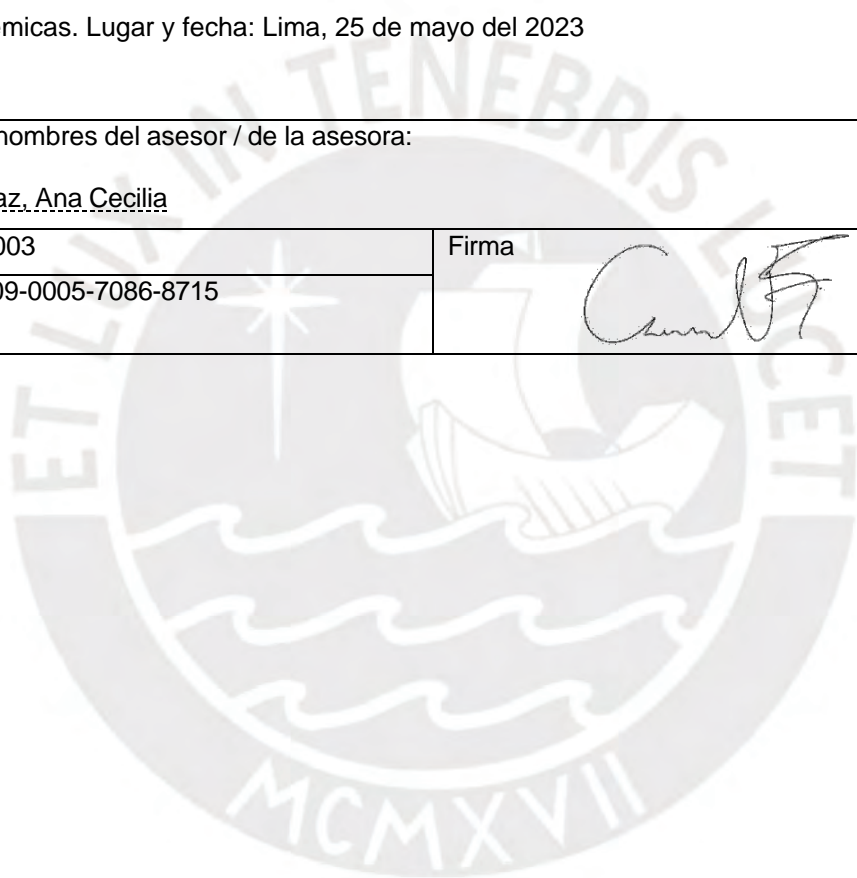 émicas. Lugar y fecha: Lima, 25 de mayo del 2023
nombres del asesor / de la asesora:
az, Ana Cecilia
003
Firma
09-0005-7086-8715
ET LUX IN TENEBRIS LUCET
MCMXVII